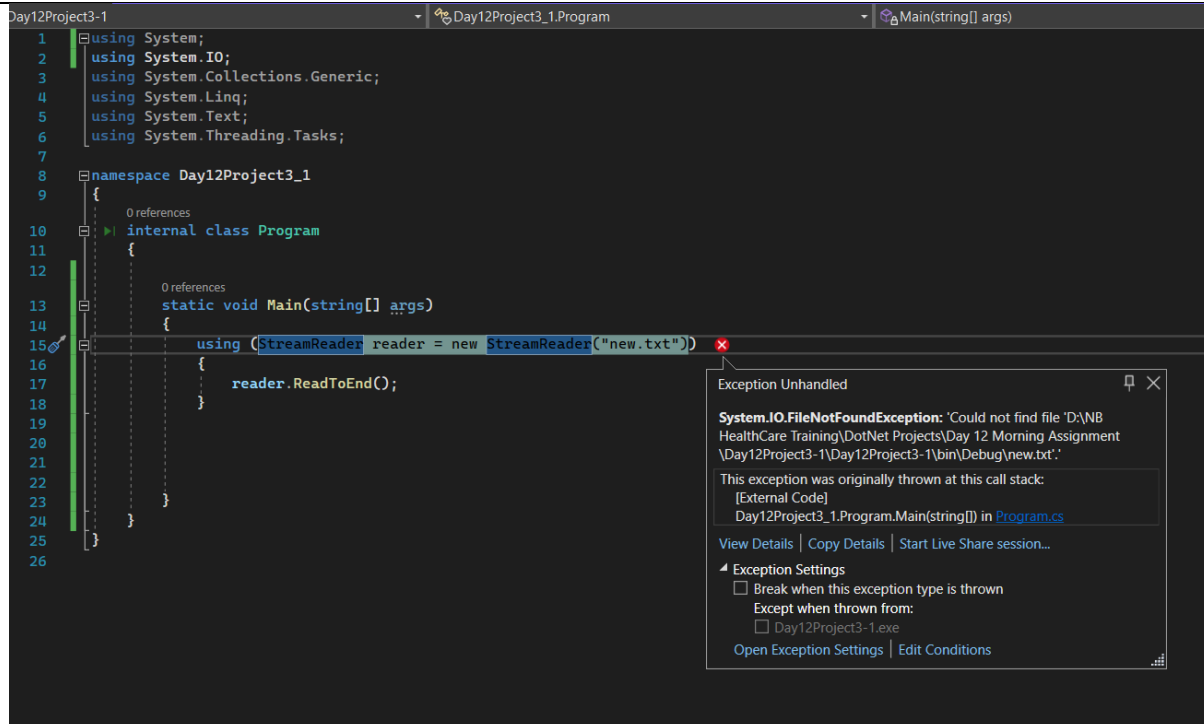 Day12Project3-1 Day12Project3_1.Program Main(string[] args)
1 using System;
2 using System.IO;
3 using System.Collections.Generic;
4 using System.Linq;
5 using System.Text;
6 using System.Threading.Tasks;
7
8 namespace Day12Project3_1
9 {
0 references
10 internal class Program
11 {
12
0 references
13 static void Main(string[] args)
14 {
15 using (StreamReader reader = new StreamReader("new.txt"))
16 {
17 reader.ReadToEnd();
18 }
19
20
21
22
23 }
24 }
25 }
26
Exception Unhandled
System.IO.FileNotFoundException: 'Could not find file 'D:\NB
HealthCare Training\DotNet Projects\Day 12 Morning Assignment
\Day12Project3-1\Day12Project3-1\bin\Debug\new.txt'.'
This exception was originally thrown at this call stack:
[External Code]
Day12Project3_1.Program.Main(string[]) in Program.cs
View Details | Copy Details | Start Live Share session...
Exception Settings
Break when this exception type is thrown
Except when thrown from:
Day12Project3-1.exe
Open Exception Settings | Edit Conditions